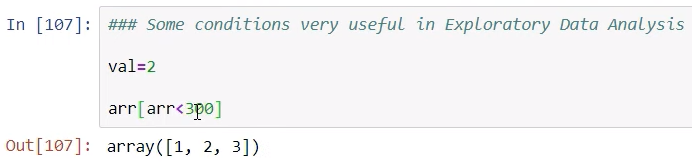 In [107]: ### Some conditions very useful in Exploratory Data Analysis
val=2
arr[arr<300]
Out[107]: array([1, 2, 3])